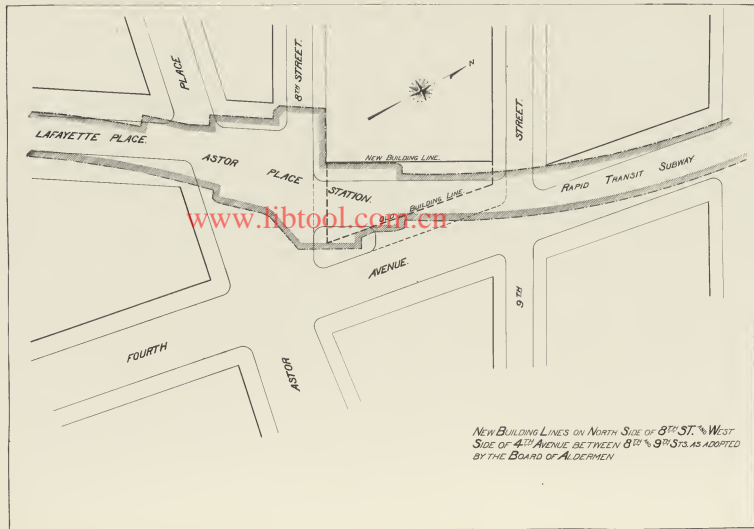 PLACE
8TH STREET.
N
STREET.
LAFAYETTE PLACE.
ASTOR PLACE STATION.
NEW BUILDING LINE.
OLD BUILDING LINE
RAPID TRANSIT SUBWAY.
www.libtool.com.cn
AVENUE.
9TH
FOURTH
ASTOR
NEW BUILDING LINES ON NORTH SIDE OF 8TH ST. AND WEST
SIDE OF 4TH AVENUE BETWEEN 8TH & 9TH STS. AS ADOPTED
BY THE BOARD OF ALDERMEN